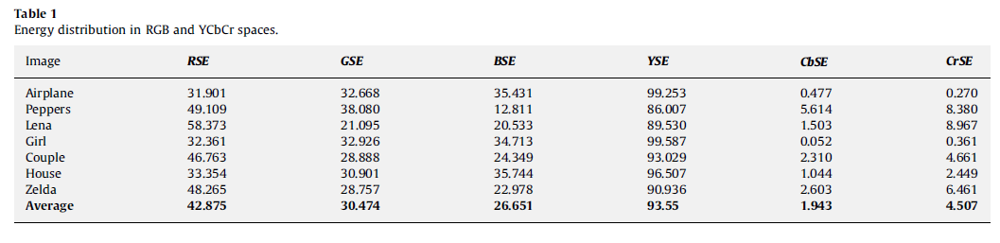 Table 1
Energy distribution in RGB and YCbCr spaces.
Image RSE GSE BSE YSE CbSE CrSE
Airplane 31.901 32.668 35.431 99.253 0.477 0.270
Peppers 49.109 38.080 12.811 86.007 5.614 8.380
Lena 58.373 21.095 20.533 89.530 1.503 8.967
Girl 32.361 32.926 34.713 99.587 0.052 0.361
Couple 46.763 28.888 24.349 93.029 2.310 4.661
House 33.354 30.901 35.744 96.507 1.044 2.449
Zelda 48.265 28.757 22.978 90.936 2.603 6.461
Average 42.875 30.474 26.651 93.55 1.943 4.507